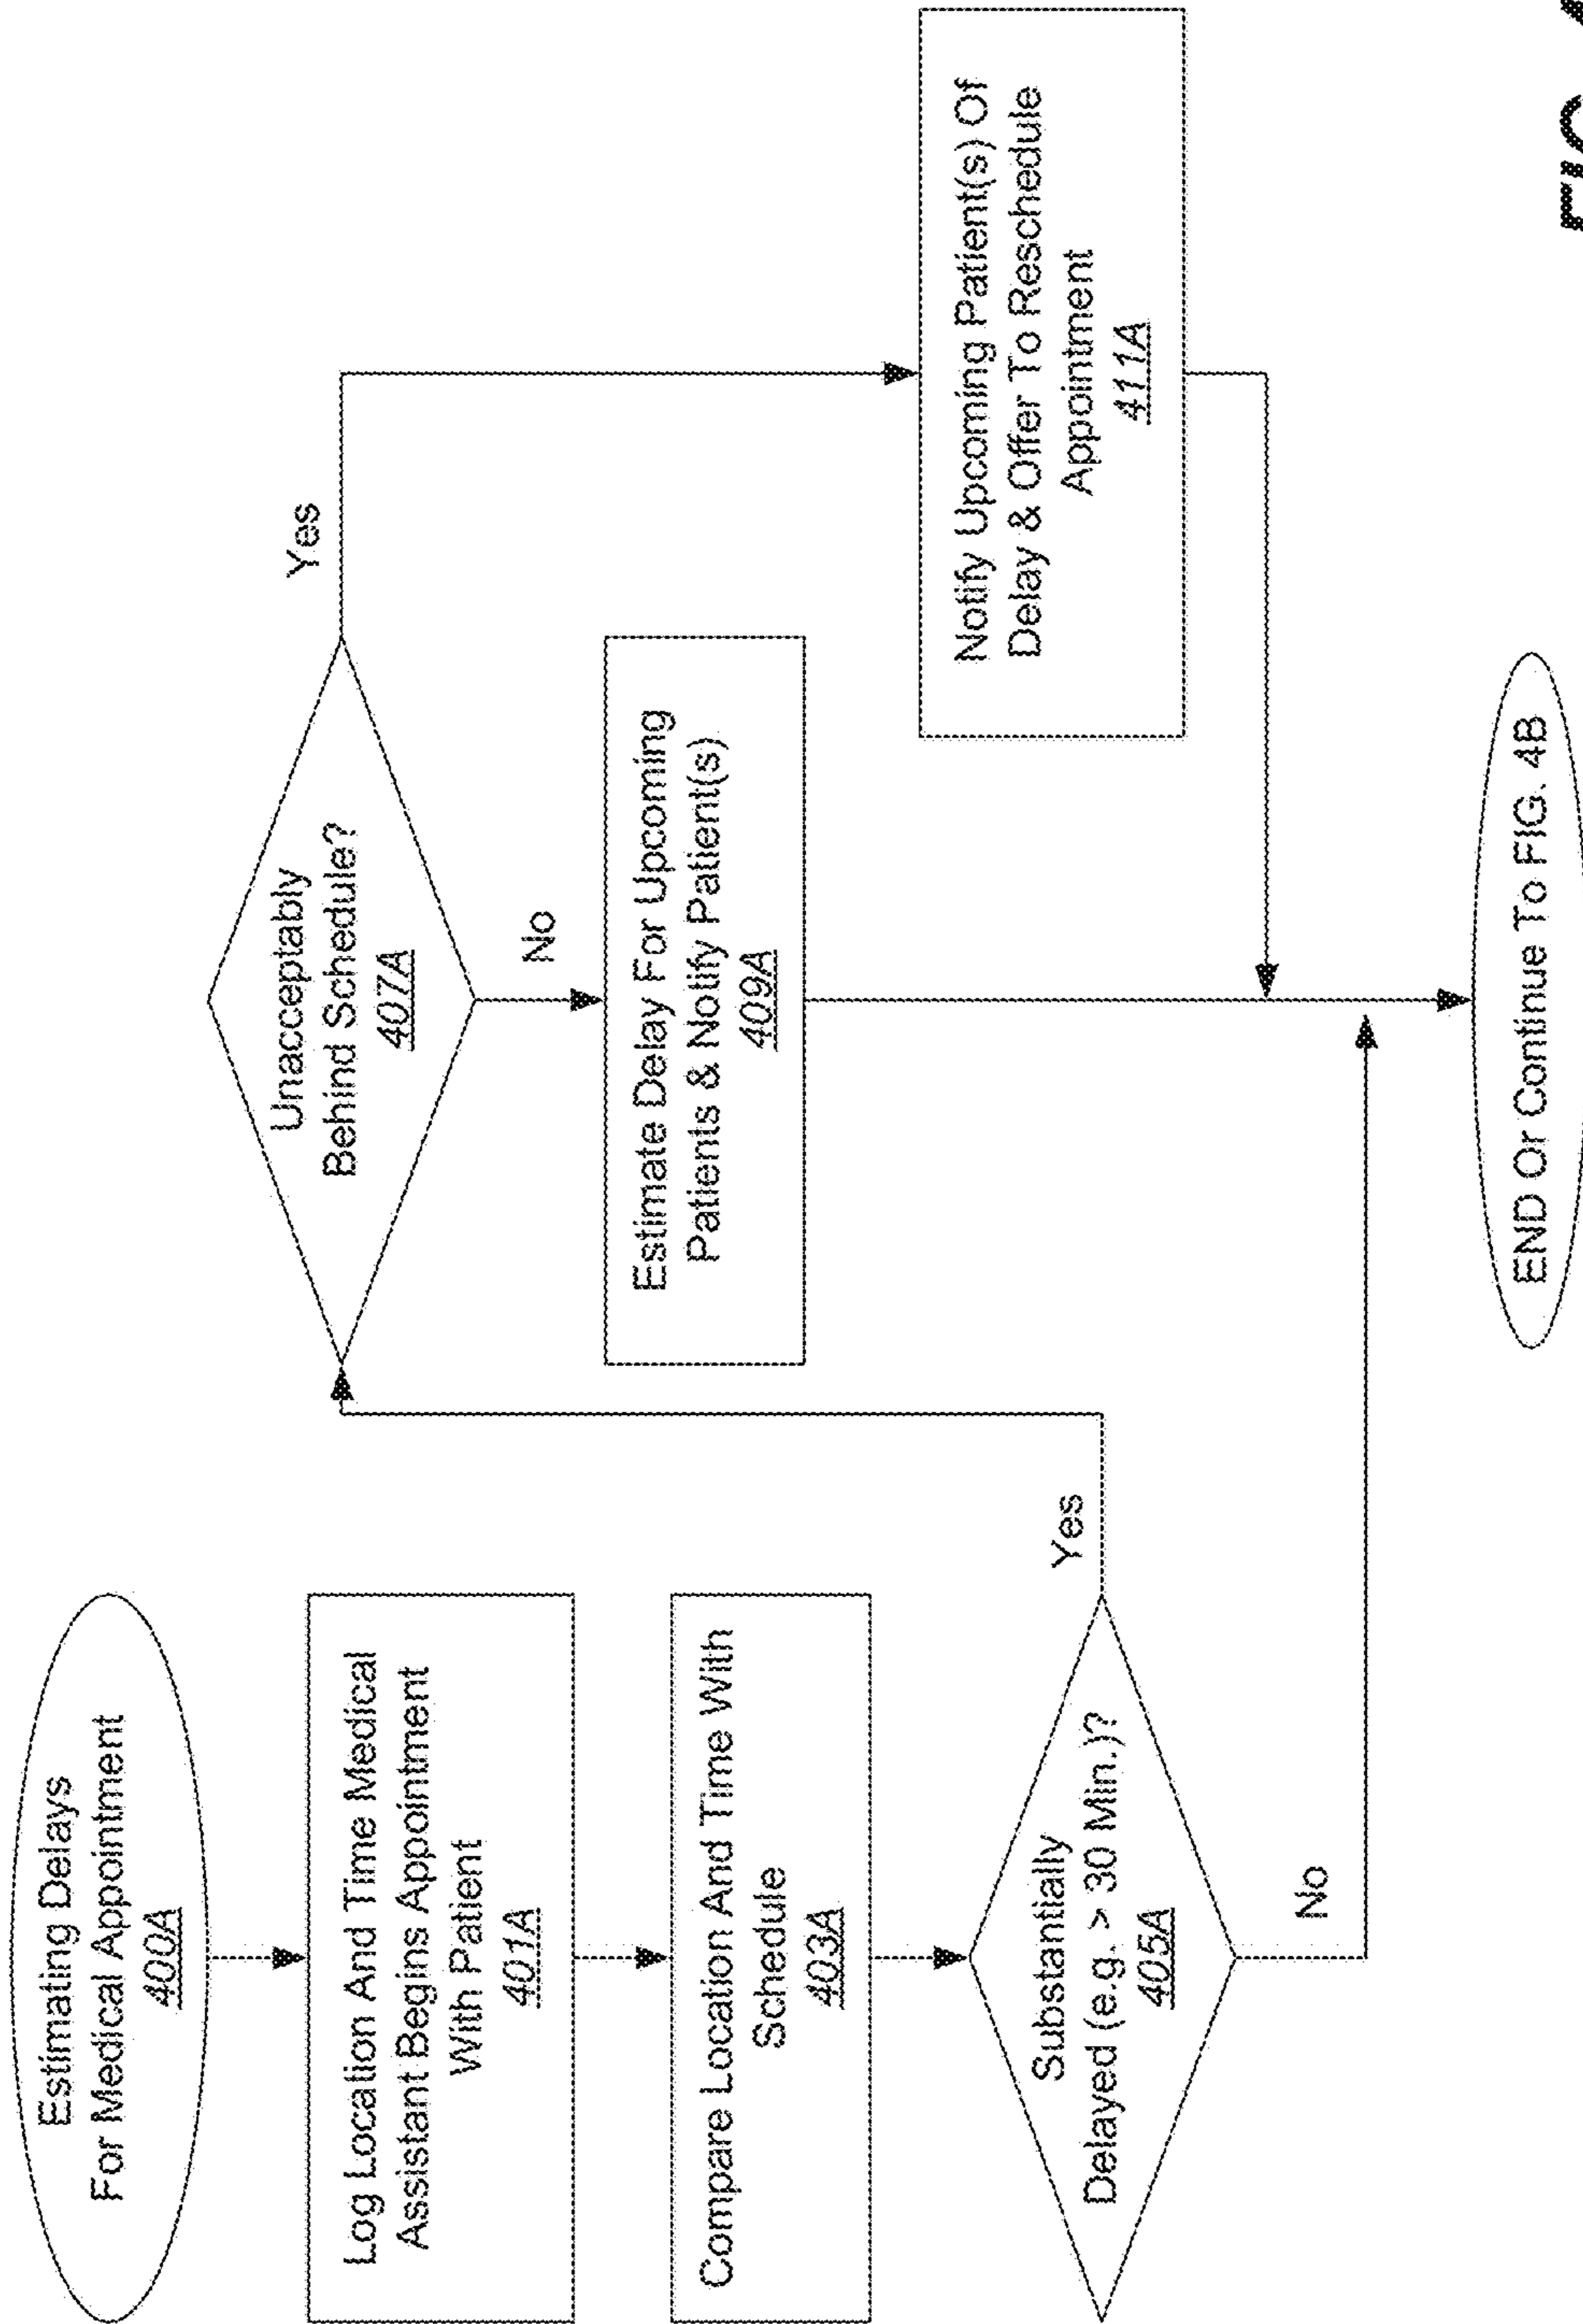 Estimating Delays
For Medical Appointment
400A
Log Location And Time Medical
Assistant Begins Appointment
With Patient
401A
Compare Location And Time With
Schedule
403A
Substantially
Delayed (e.g. > 30 Min.)?
405A
Yes
No
Unacceptably
Behind Schedule?
407A
Yes
No
Estimate Delay For Upcoming
Patients & Notify Patient(s)
409A
Notify Upcoming Patient(s) Of
Delay & Offer To Reschedule
Appointment
411A
END Or Continue To FIG. 4B